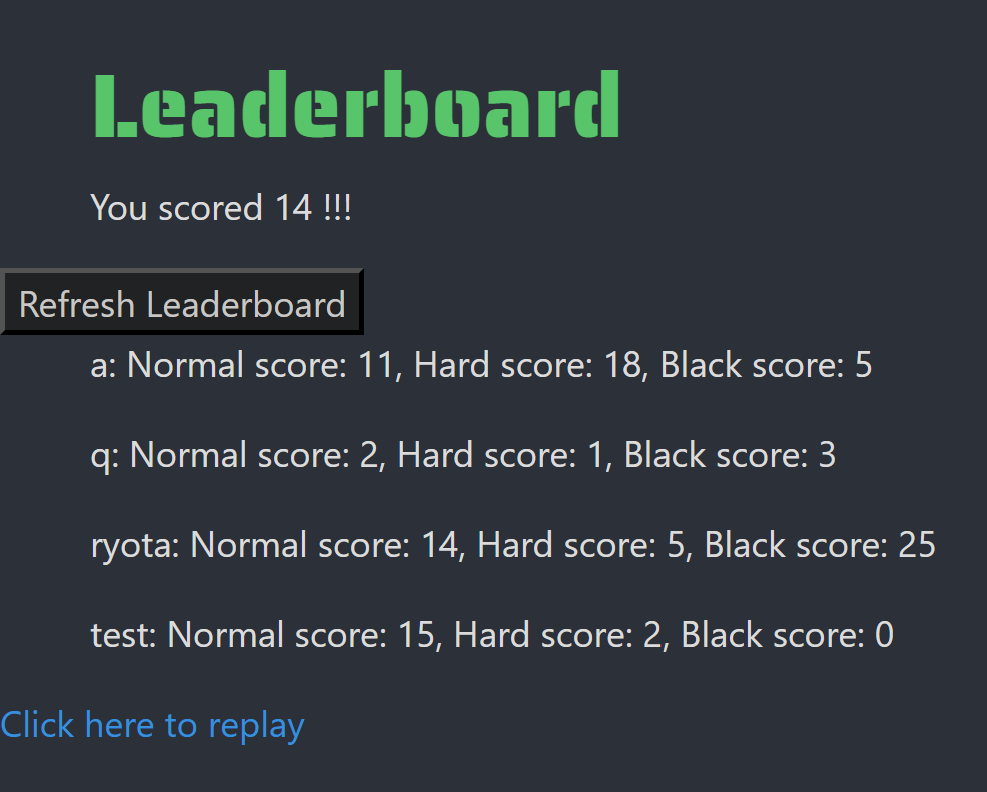 Leaderboard
You scored 14 !!!
Refresh Leaderboard
a: Normal score: 11, Hard score: 18, Black score: 5
q: Normal score: 2, Hard score: 1, Black score: 3
ryota: Normal score: 14, Hard score: 5, Black score: 25
test: Normal score: 15, Hard score: 2, Black score: 0
Click here to replay